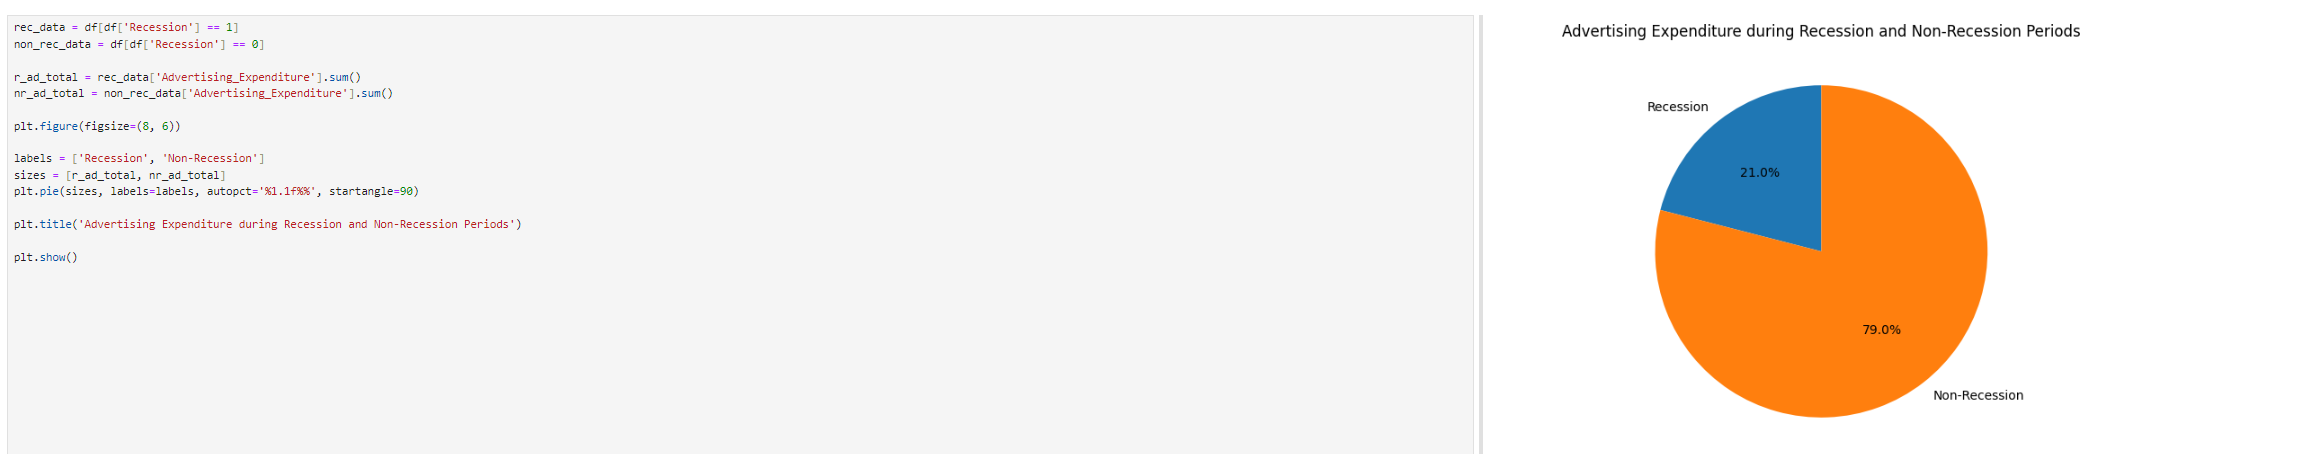 rec_data = df[df['Recession'] == 1]
non_rec_data = df[df['Recession'] == 0]
r_ad_total = rec_data['Advertising_Expenditure'].sum()
nr_ad_total = non_rec_data['Advertising_Expenditure'].sum()
plt.figure(figsize=(8, 6))
labels = ['Recession', 'Non-Recession']
sizes = [r_ad_total, nr_ad_total]
plt.pie(sizes, labels=labels, autopct='%1.1f%%', startangle=90)
plt.title('Advertising Expenditure during Recession and Non-Recession Periods')
plt.show()
Advertising Expenditure during Recession and Non-Recession Periods
Recession
21.0%
79.0%
Non-Recession